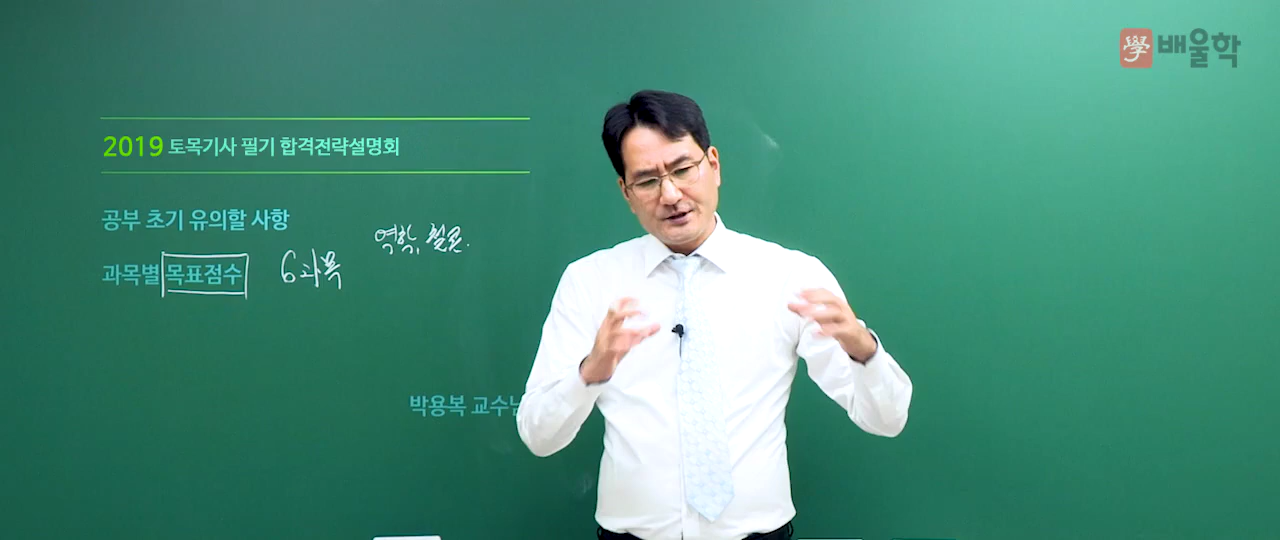 學 배울학
2019 토목기사 필기 합격전략설명회
공부 초기 유의할 사항
역학, 철콘.
과목별 목표점수 6과목
박용복 교수님